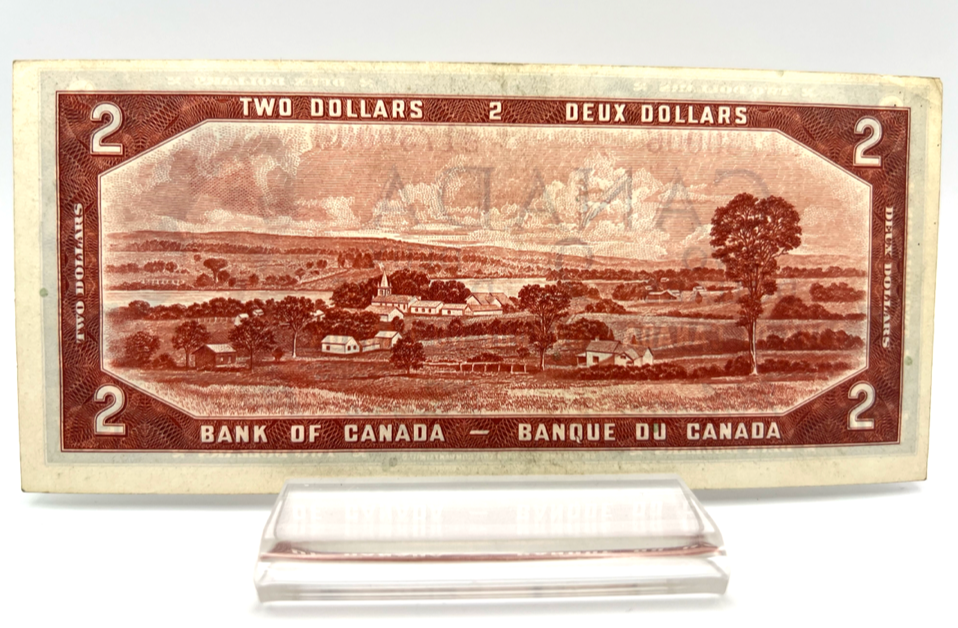 TWO DOLLARS 2 DEUX DOLLARS
2 2
TWO DOLLARS
DEUX DOLLARS
CANADA
2 2
BANK OF CANADA — BANQUE DU CANADA